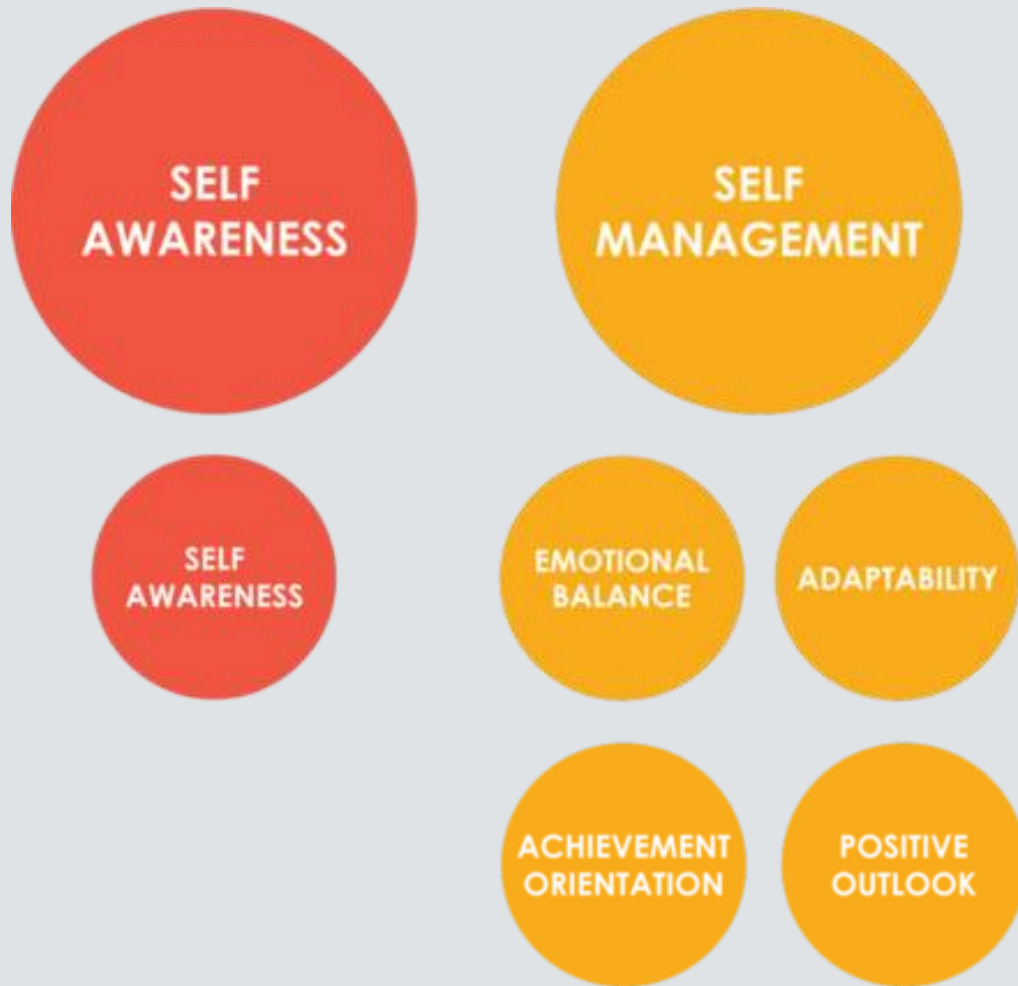 SELF
AWARENESS
SELF
MANAGEMENT
SELF
AWARENESS
EMOTIONAL
BALANCE
ADAPTABILITY
ACHIEVEMENT
ORIENTATION
POSITIVE
OUTLOOK